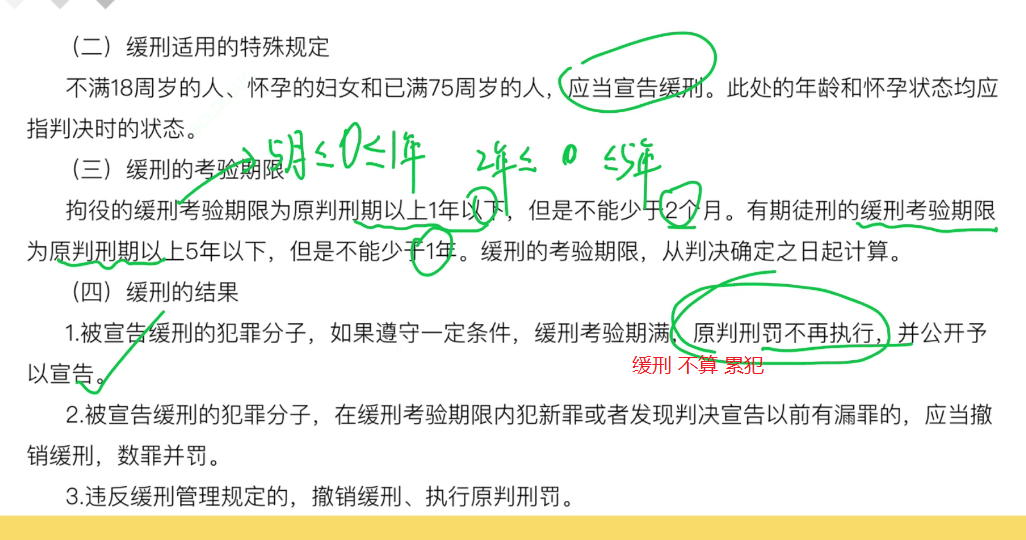 （二）缓刑适用的特殊规定
不满18周岁的人、怀孕的妇女和已满75周岁的人，应当宣告缓刑。此处的年龄和怀孕状态均应
指判决时的状态。
5月≤0≤1年 2年≤0≤5年
（三）缓刑的考验期限
拘役的缓刑考验期限为原判刑期以上1年以下，但是不能少于2个月。有期徒刑的缓刑考验期限
为原判刑期以上5年以下，但是不能少于1年。缓刑的考验期限，从判决确定之日起计算。
（四）缓刑的结果
1.被宣告缓刑的犯罪分子，如果遵守一定条件，缓刑考验期满，原判刑罚不再执行，并公开予
缓刑 不算 累犯
以宣告。
2.被宣告缓刑的犯罪分子，在缓刑考验期限内犯新罪或者发现判决宣告以前有漏罪的，应当撤
销缓刑，数罪并罚。
3.违反缓刑管理规定的，撤销缓刑、执行原判刑罚。